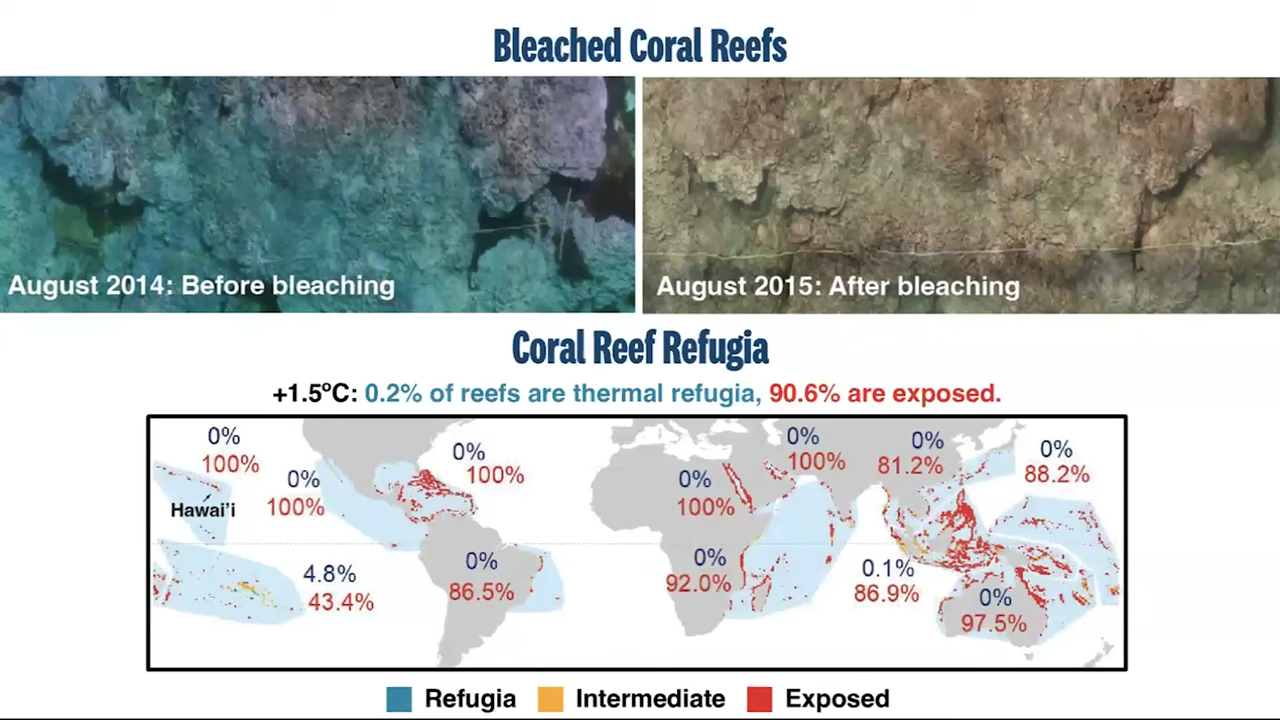 Bleached Coral Reefs
August 2014: Before bleaching
August 2015: After bleaching
Coral Reef Refugia
+1.5ºC: 0.2% of reefs are thermal refugia, 90.6% are exposed.
0%
100%
Hawai'i
0%
100%
0%
100%
4.8%
43.4%
0%
86.5%
0%
100%
0%
92.0%
0%
100%
0%
81.2%
0%
88.2%
0.1%
86.9%
0%
97.5%
Refugia
Intermediate
Exposed